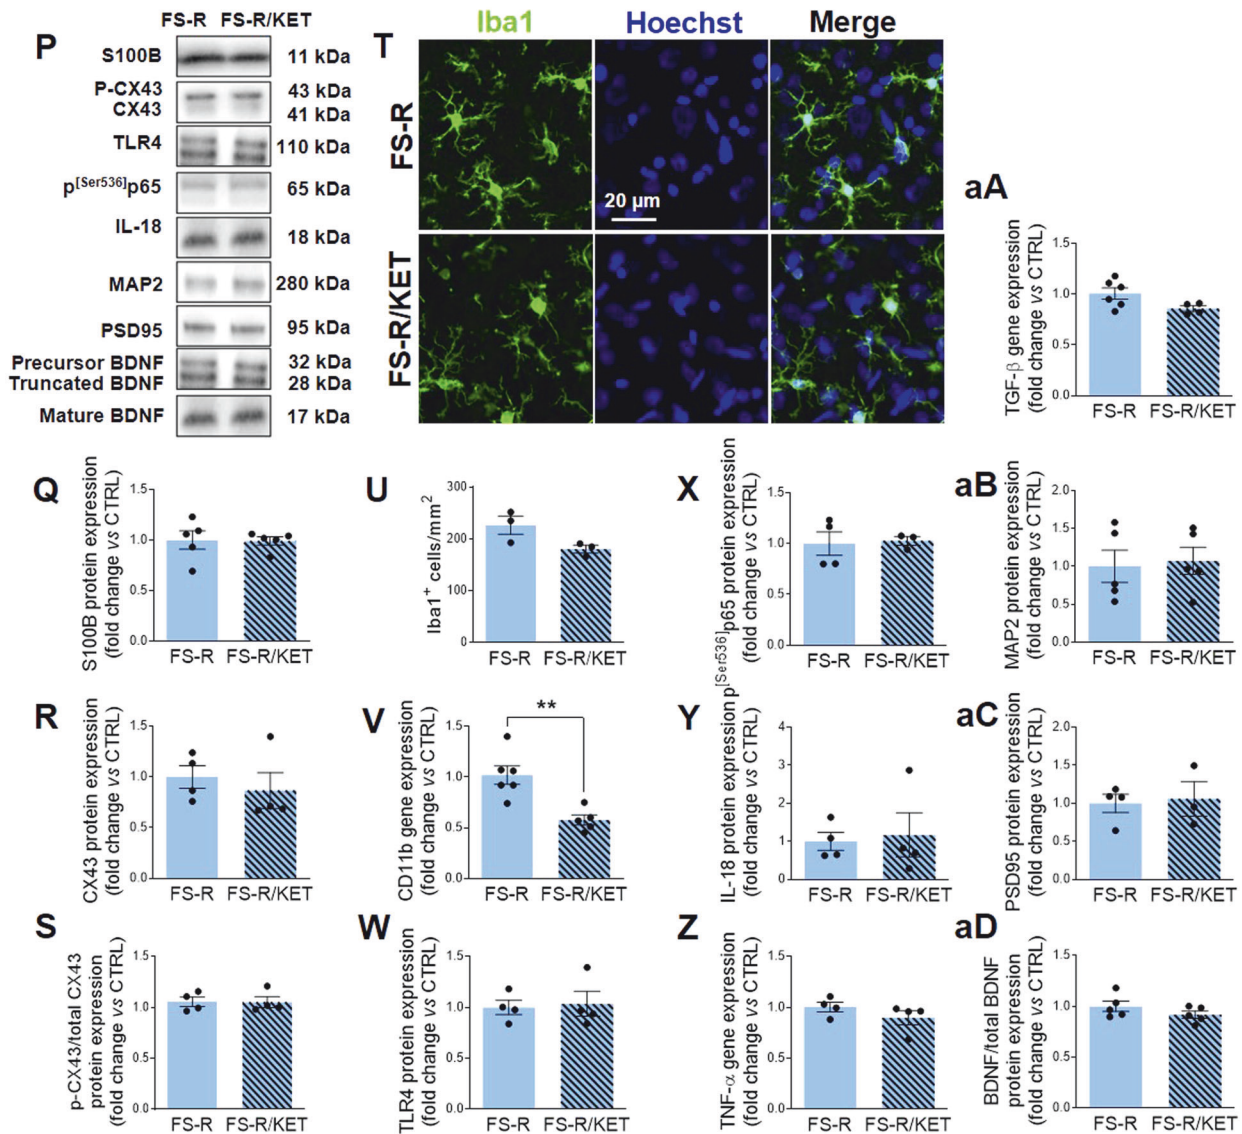 FS-R FS-R/KET
P
S100B 11 kDa
P-CX43 43 kDa
CX43 41 kDa
TLR4 110 kDa
p[Ser536]p65 65 kDa
IL-18 18 kDa
MAP2 280 kDa
PSD95 95 kDa
Precursor BDNF 32 kDa
Truncated BDNF 28 kDa
Mature BDNF 17 kDa
T
Iba1 Hoechst Merge
FS-R
20 µm
FS-R/KET
aA
TGF-β gene expression
(fold change vs CTRL)
1.5
1.0
0.5
0.0
FS-R FS-R/KET
Q
S100B protein expression
(fold change vs CTRL)
1.5
1.0
0.5
0.0
FS-R FS-R/KET
U
Iba1+ cells/mm2
300
200
100
0
FS-R FS-R/KET
X
p[Ser536]p65 protein expression
(fold change vs CTRL)
1.5
1.0
0.5
0.0
FS-R FS-R/KET
aB
MAP2 protein expression
(fold change vs CTRL)
2.0
1.5
1.0
0.5
0.0
FS-R FS-R/KET
R
CX43 protein expression
(fold change vs CTRL)
1.5
1.0
0.5
0.0
FS-R FS-R/KET
V
CD11b gene expression
(fold change vs CTRL)
1.5
1.0
0.5
0.0
**
FS-R FS-R/KET
Y
IL-18 protein expression
(fold change vs CTRL)
4
3
2
1
0
FS-R FS-R/KET
aC
PSD95 protein expression
(fold change vs CTRL)
2.0
1.5
1.0
0.5
0.0
FS-R FS-R/KET
S
p-CX43/total CX43
protein expression
(fold change vs CTRL)
1.5
1.0
0.5
0.0
FS-R FS-R/KET
W
TLR4 protein expression
(fold change vs CTRL)
1.5
1.0
0.5
0.0
FS-R FS-R/KET
Z
TNF-α gene expression
(fold change vs CTRL)
1.5
1.0
0.5
0.0
FS-R FS-R/KET
aD
BDNF/total BDNF
protein expression
(fold change vs CTRL)
1.5
1.0
0.5
0.0
FS-R FS-R/KET